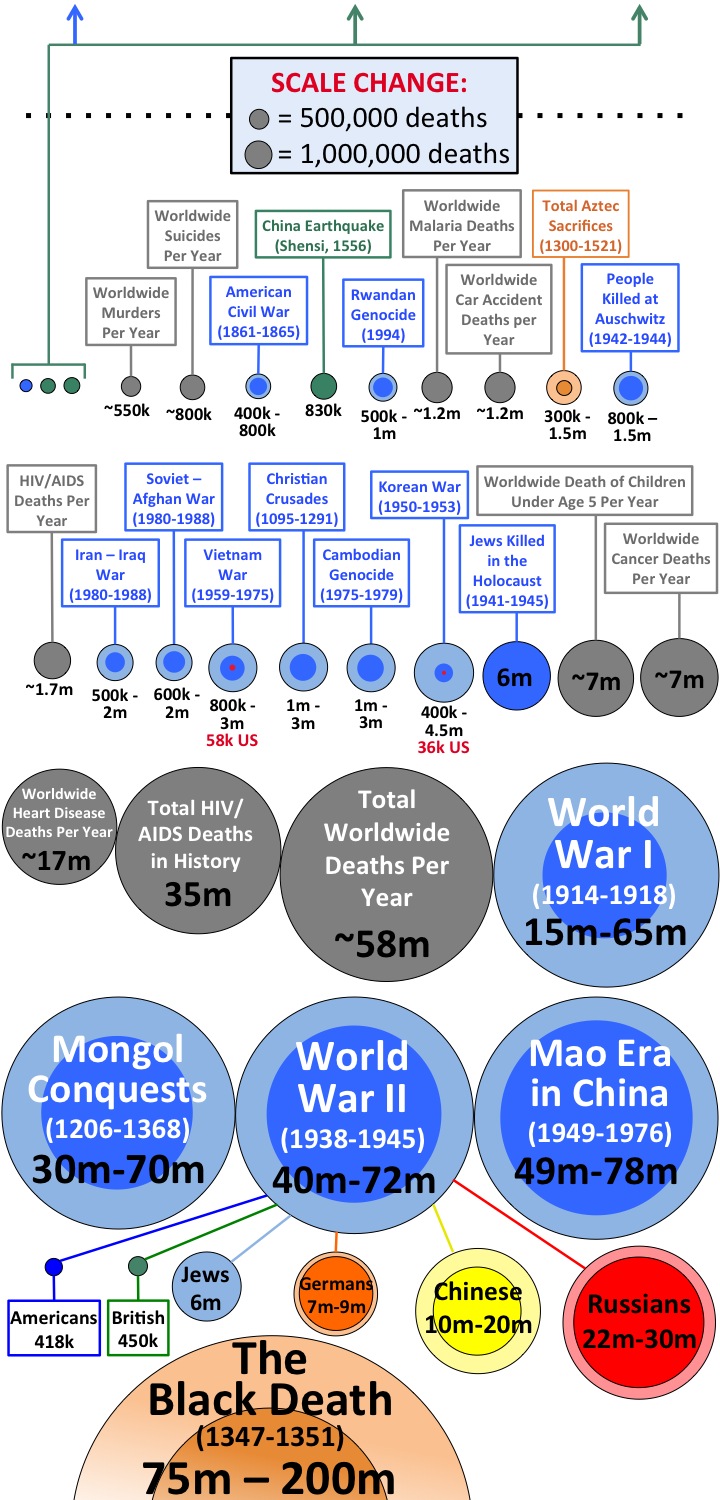 SCALE CHANGE:
= 500,000 deaths
= 1,000,000 deaths
Worldwide
Murders
Per Year
~550k
Worldwide
Suicides
Per Year
~800k
American
Civil War
(1861-1865)
400k -
800k
China Earthquake
(Shensi, 1556)
830k
Rwandan
Genocide
(1994)
500k -
1m
Worldwide
Malaria Deaths
Per Year
~1.2m
Worldwide
Car Accident
Deaths per
Year
~1.2m
Total Aztec
Sacrifices
(1300-1521)
300k -
1.5m
People
Killed at
Auschwitz
(1942-1944)
800k –
1.5m
HIV/AIDS
Deaths Per
Year
~1.7m
Iran – Iraq
War
(1980-1988)
500k -
2m
Soviet –
Afghan War
(1980-1988)
600k -
2m
Vietnam
War
(1959-1975)
800k -
3m
58k US
Christian
Crusades
(1095-1291)
1m -
3m
Cambodian
Genocide
(1975-1979)
1m -
3m
Korean War
(1950-1953)
400k -
4.5m
36k US
Jews Killed
in the
Holocaust
(1941-1945)
6m
Worldwide Death of Children
Under Age 5 Per Year
~7m
Worldwide
Cancer Deaths
Per Year
~7m
Worldwide
Heart Disease
Deaths Per Year
~17m
Total HIV/
AIDS Deaths
in History
35m
Total
Worldwide
Deaths Per
Year
~58m
World
War I
(1914-1918)
15m-65m
Mongol
Conquests
(1206-1368)
30m-70m
World
War II
(1938-1945)
40m-72m
Mao Era
in China
(1949-1976)
49m-78m
Americans
418k
British
450k
Jews
6m
Germans
7m-9m
Chinese
10m-20m
Russians
22m-30m
The
Black Death
(1347-1351)
75m – 200m